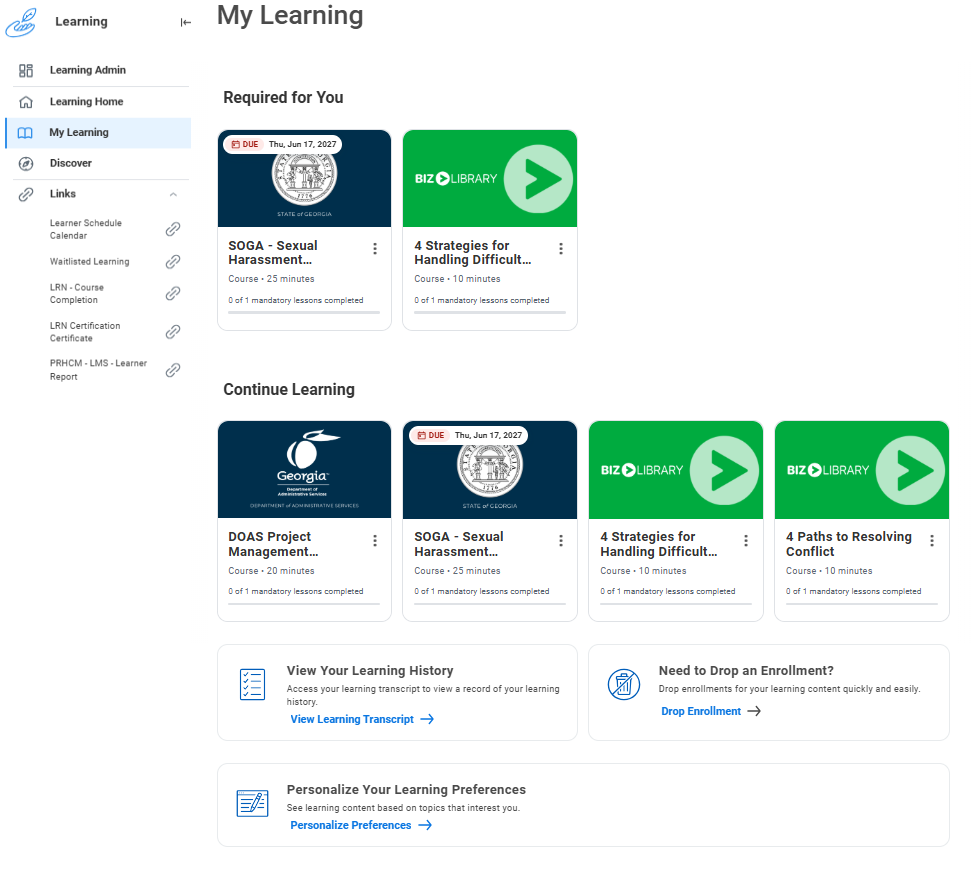 Learning
My Learning
Learning Admin
Learning Home
My Learning
Discover
Links
Learner Schedule
Calendar
Waitlisted Learning
LRN - Course
Completion
LRN Certification
Certificate
PRHCM - LMS - Learner
Report
Required for You
DUE Thu, Jun 17, 2027
1776
STATE of GEORGIA
SOGA - Sexual
Harassment...
Course • 25 minutes
0 of 1 mandatory lessons completed
BIZ LIBRARY
4 Strategies for
Handling Difficult...
Course • 10 minutes
0 of 1 mandatory lessons completed
Continue Learning
Georgia
Department of
Administrative Services
DEPARTMENT of ADMINISTRATIVE SERVICES
DOAS Project
Management...
Course • 20 minutes
0 of 1 mandatory lessons completed
DUE Thu, Jun 17, 2027
1776
STATE of GEORGIA
SOGA - Sexual
Harassment...
Course • 25 minutes
0 of 1 mandatory lessons completed
BIZ LIBRARY
4 Strategies for
Handling Difficult...
Course • 10 minutes
0 of 1 mandatory lessons completed
BIZ LIBRARY
4 Paths to Resolving
Conflict
Course • 10 minutes
0 of 1 mandatory lessons completed
View Your Learning History
Access your learning transcript to view a record of your learning
history.
View Learning Transcript
Need to Drop an Enrollment?
Drop enrollments for your learning content quickly and easily.
Drop Enrollment
Personalize Your Learning Preferences
See learning content based on topics that interest you.
Personalize Preferences